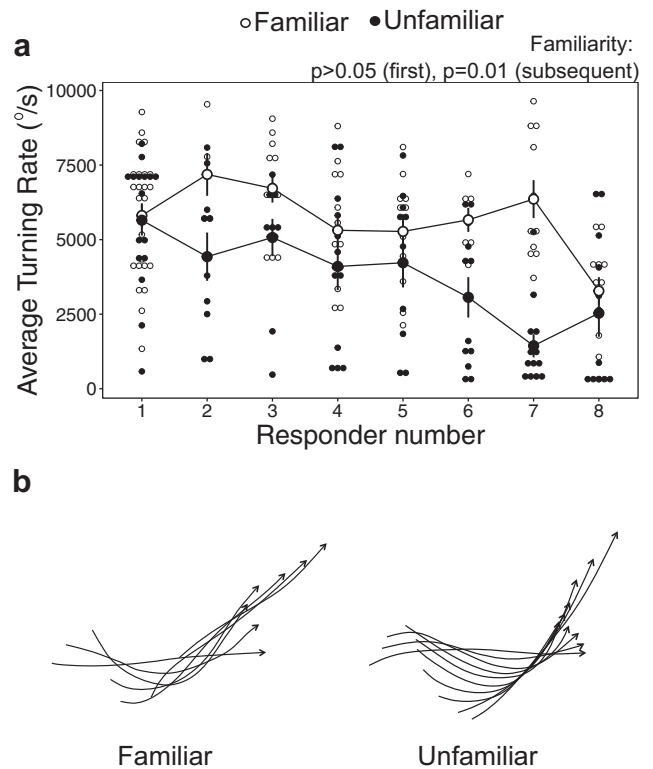 Familiar Unfamiliar
a
Familiarity:
p>0.05 (first), p=0.01 (subsequent)
Average Turning Rate (°/s)
10000
7500
5000
2500
0
1 2 3 4 5 6 7 8
Responder number
b
Familiar Unfamiliar